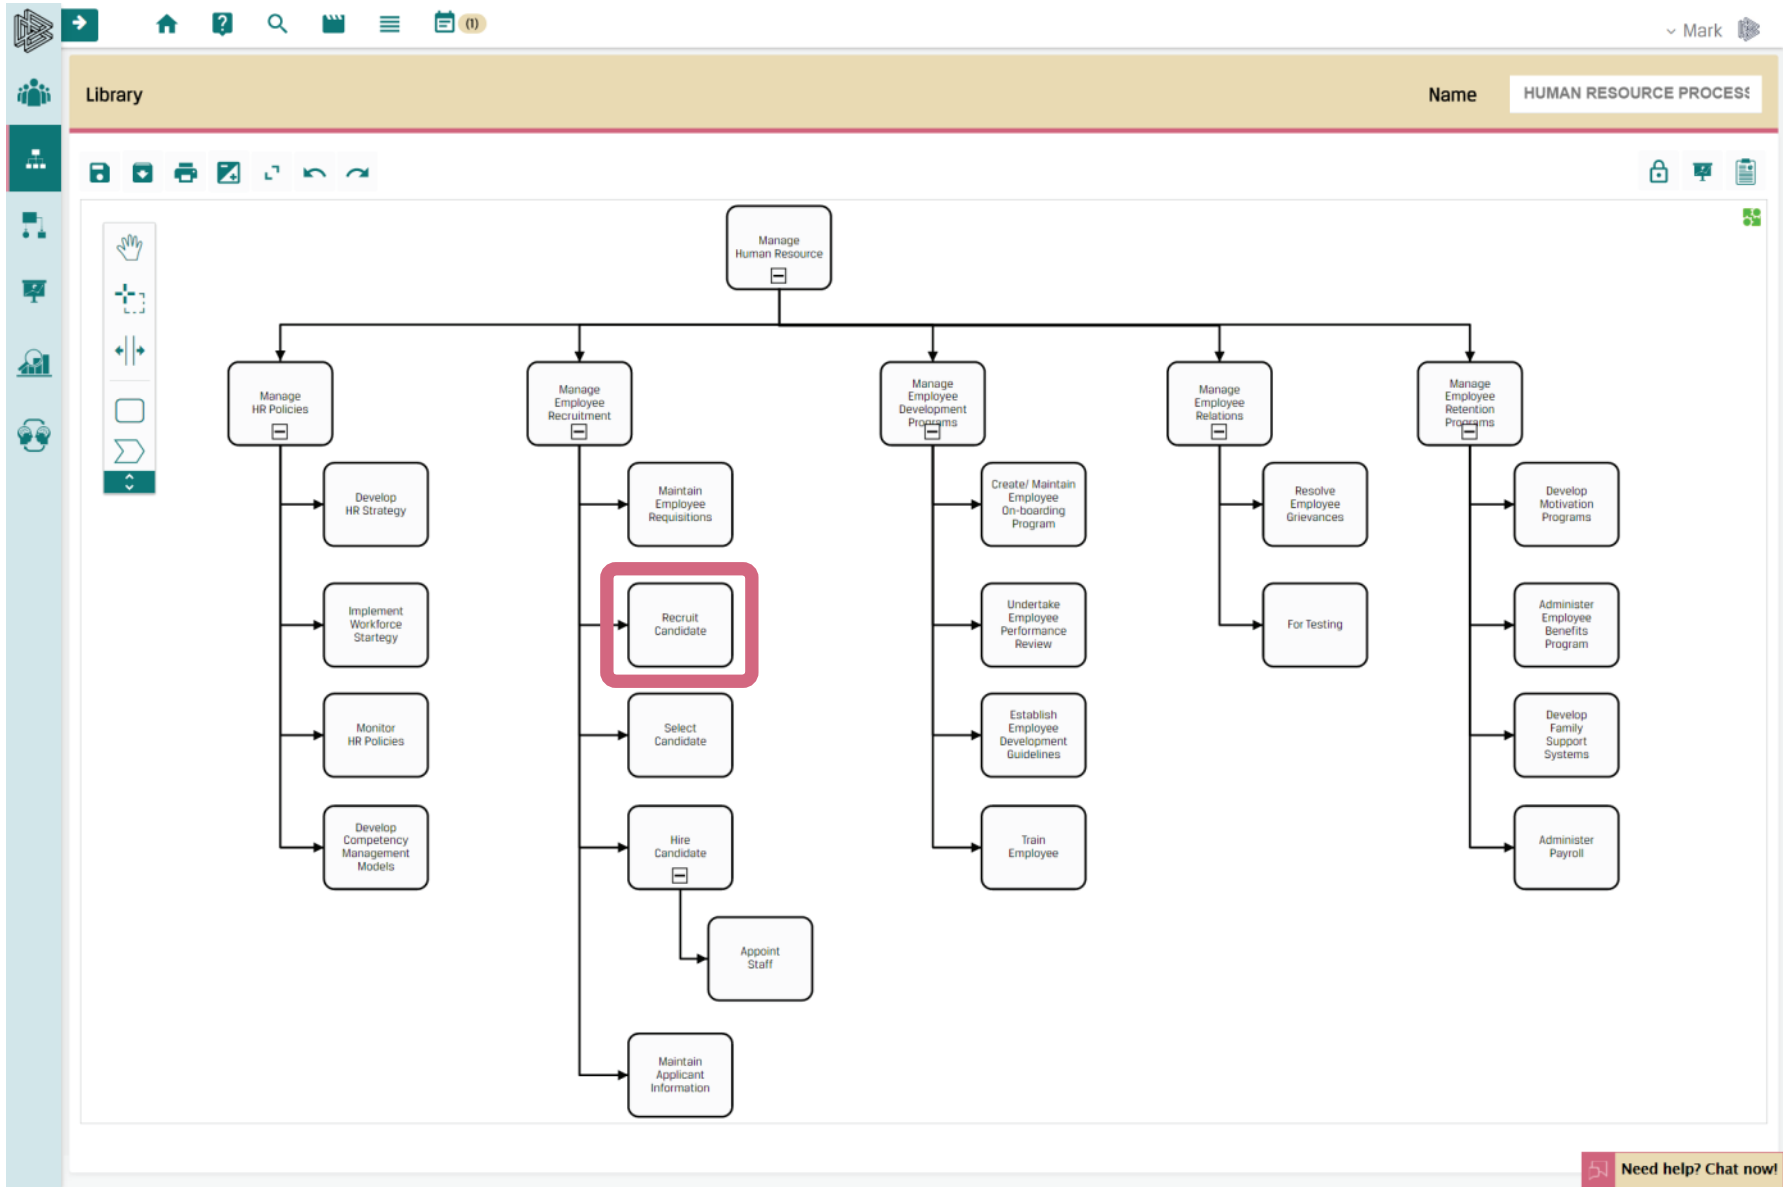 (1)
Mark
Library
Name
HUMAN RESOURCE PROCESS
Manage
Human Resource
Manage
HR Policies
Manage
Employee
Recruitment
Manage
Employee
Development
Programs
Manage
Employee
Relations
Manage
Employee
Retention
Programs
Develop
HR Strategy
Maintain
Employee
Requisitions
Create/ Maintain
Employee
On-boarding
Program
Resolve
Employee
Grievances
Develop
Motivation
Programs
Implement
Workforce
Startegy
Recruit
Candidate
Undertake
Employee
Performance
Review
For Testing
Administer
Employee
Benefits
Program
Monitor
HR Policies
Select
Candidate
Establish
Employee
Development
Guidelines
Develop
Family
Support
Systems
Develop
Competency
Management
Models
Hire
Candidate
Train
Employee
Administer
Payroll
Appoint
Staff
Maintain
Applicant
Information
Need help? Chat now!